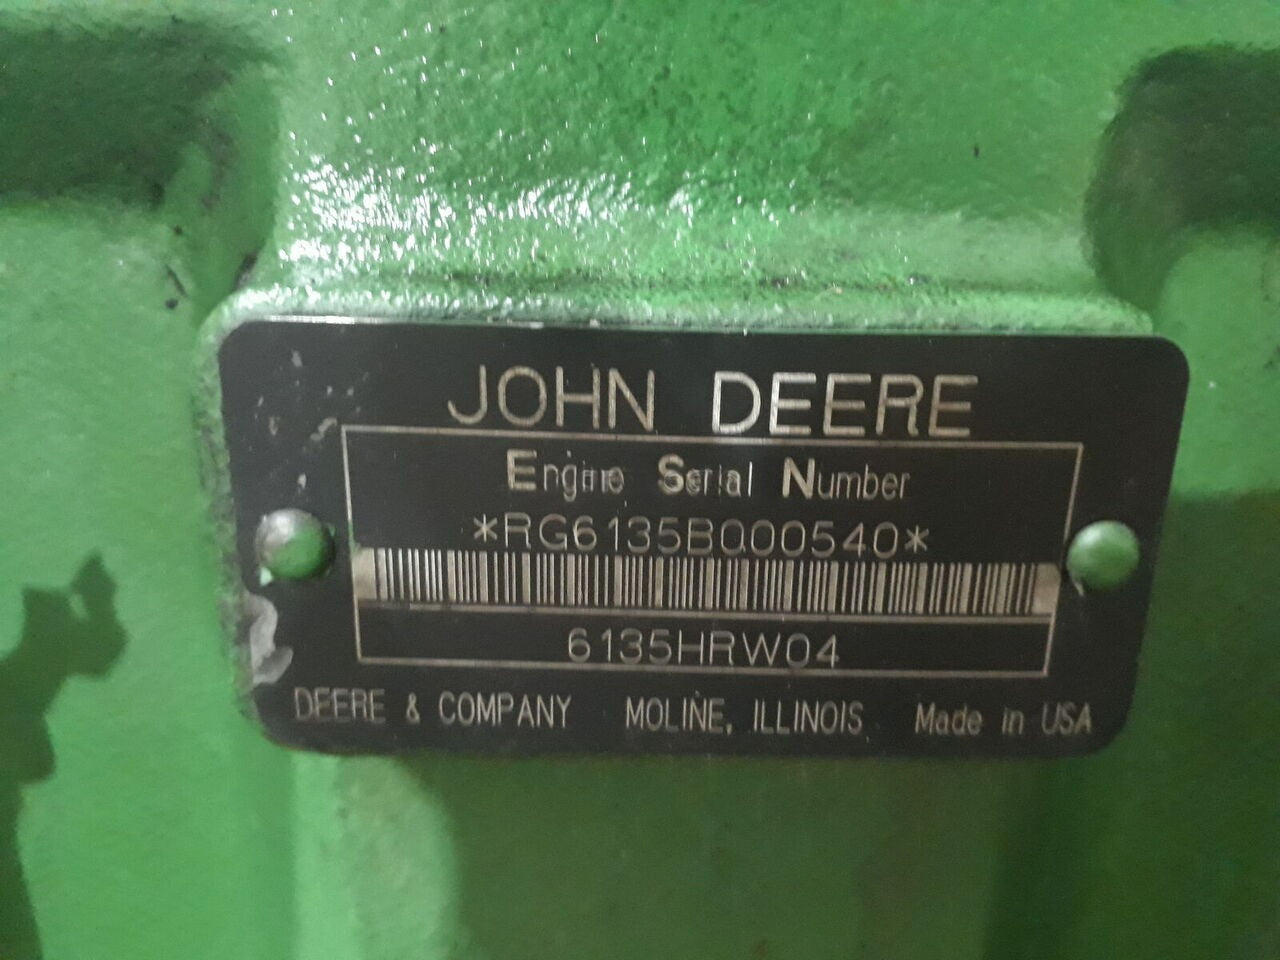 JOHN DEERE
Engine Serial Number
*RG6135B000540*
6135HRW04
DEERE & COMPANY MOLINE, ILLINOIS Made in USA